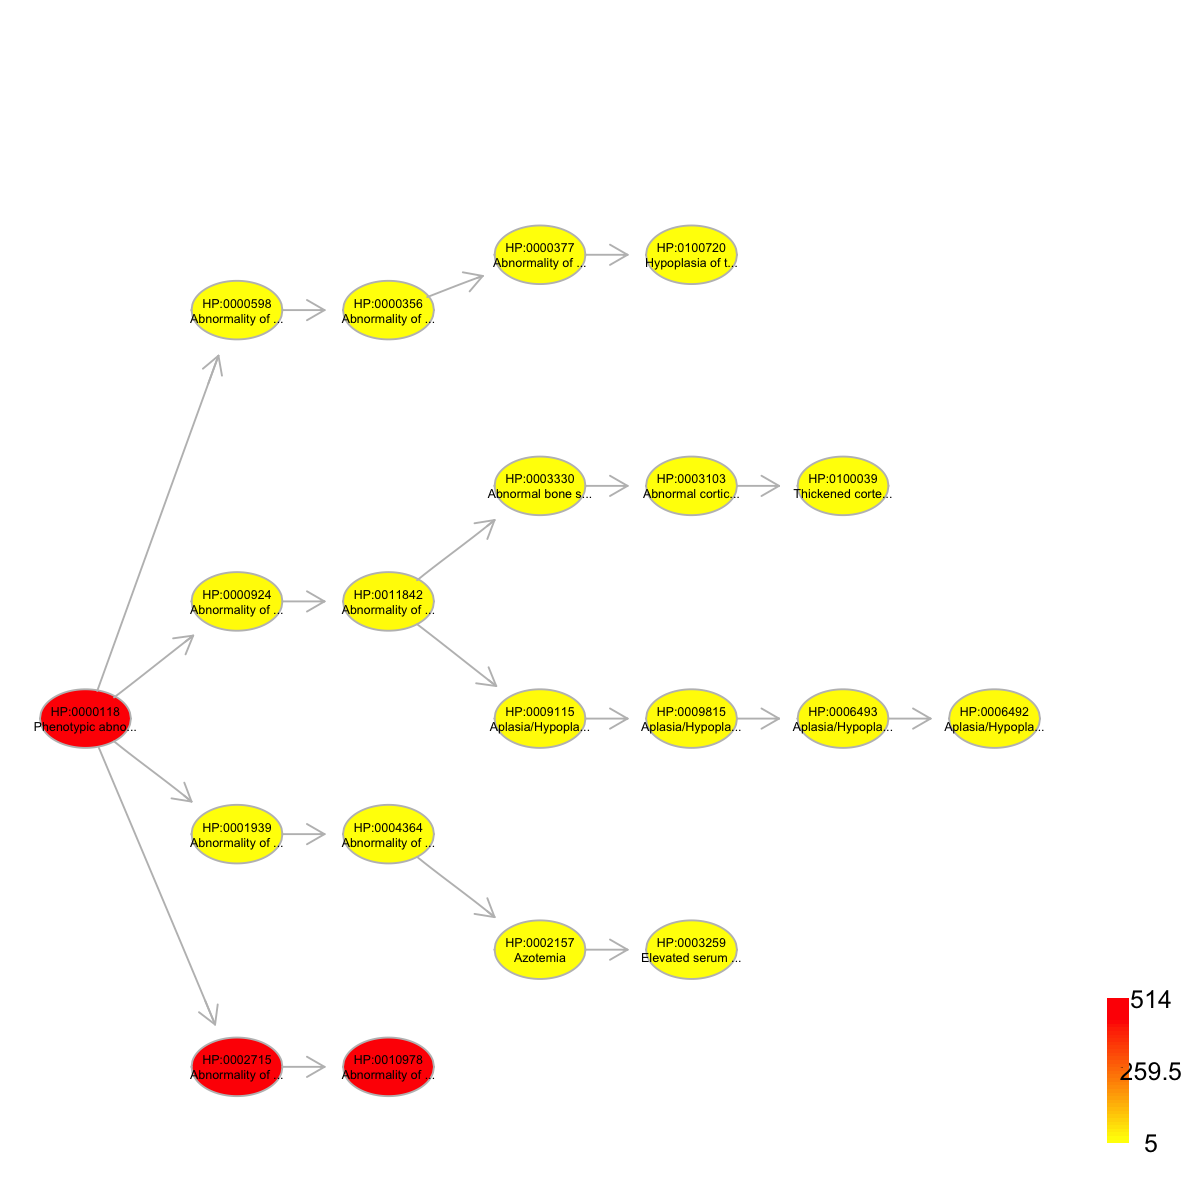 HP:0000377
Abnormality of ...
HP:0100720
Hypoplasia of t...
HP:0000598
Abnormality of ...
HP:0000356
Abnormality of ...
HP:0003330
Abnormal bone s...
HP:0003103
Abnormal cortic...
HP:0100039
Thickened corte...
HP:0000924
Abnormality of ...
HP:0011842
Abnormality of ...
HP:0000118
Phenotypic abno...
HP:0009115
Aplasia/Hypopla...
HP:0009815
Aplasia/Hypopla...
HP:0006493
Aplasia/Hypopla...
HP:0006492
Aplasia/Hypopla...
HP:0001939
Abnormality of ...
HP:0004364
Abnormality of ...
HP:0002157
Azotemia
HP:0003259
Elevated serum ...
HP:0002715
Abnormality of ...
HP:0010978
Abnormality of ...
514
259.5
5